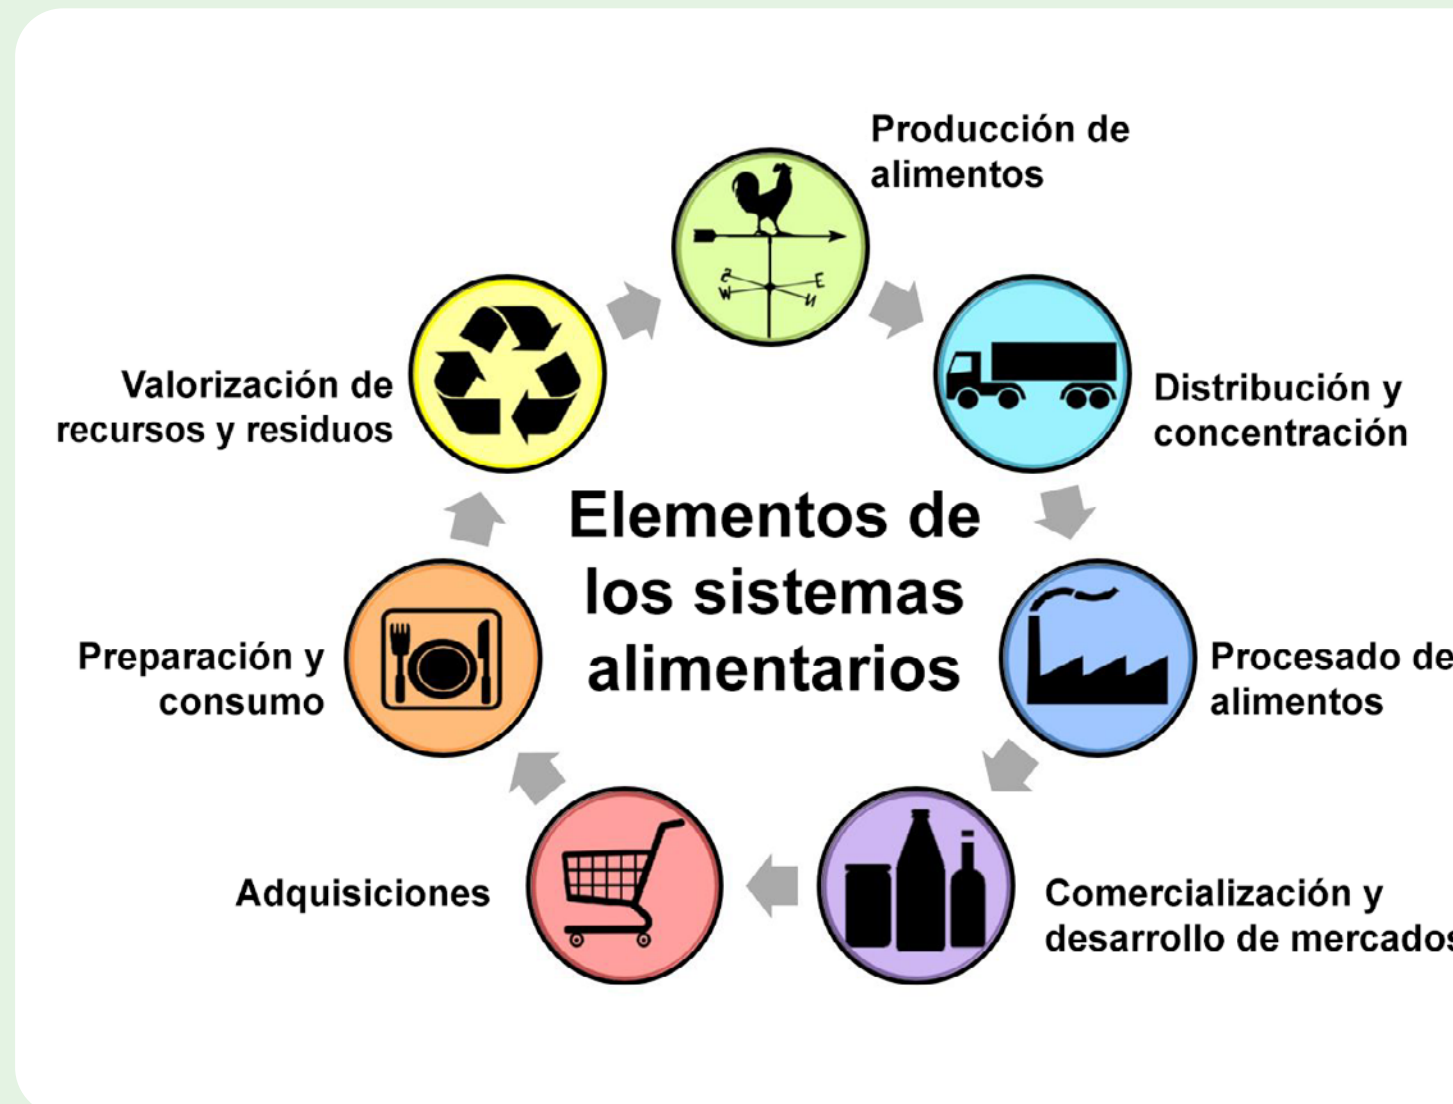 Producción de
alimentos
S
E
W
N
Distribución y
concentración
Valorización de
recursos y residuos
Elementos de
los sistemas
alimentarios
Procesado de
alimentos
Preparación y
consumo
Adquisiciones
Comercialización y
desarrollo de mercados